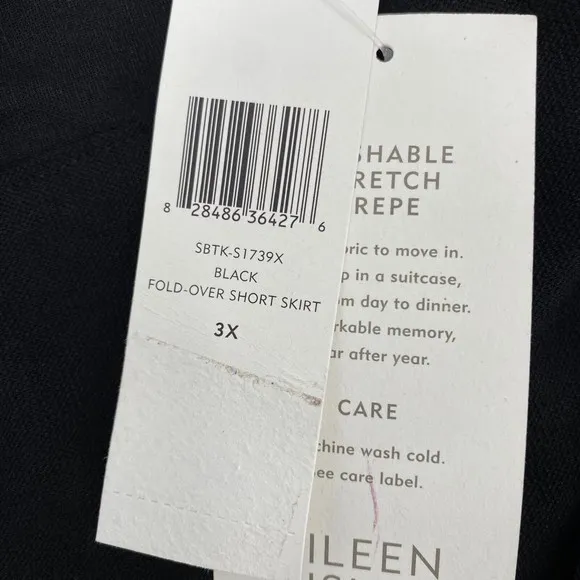 8 28486 36427 6
SBTK-S1739X
BLACK
FOLD-OVER SHORT SKIRT
3X
SHABLE
RETCH
REPE
ric to move in.
p in a suitcase,
m day to dinner.
rkable memory,
ar after year.
CARE
chine wash cold.
ee care label.
ILEEN